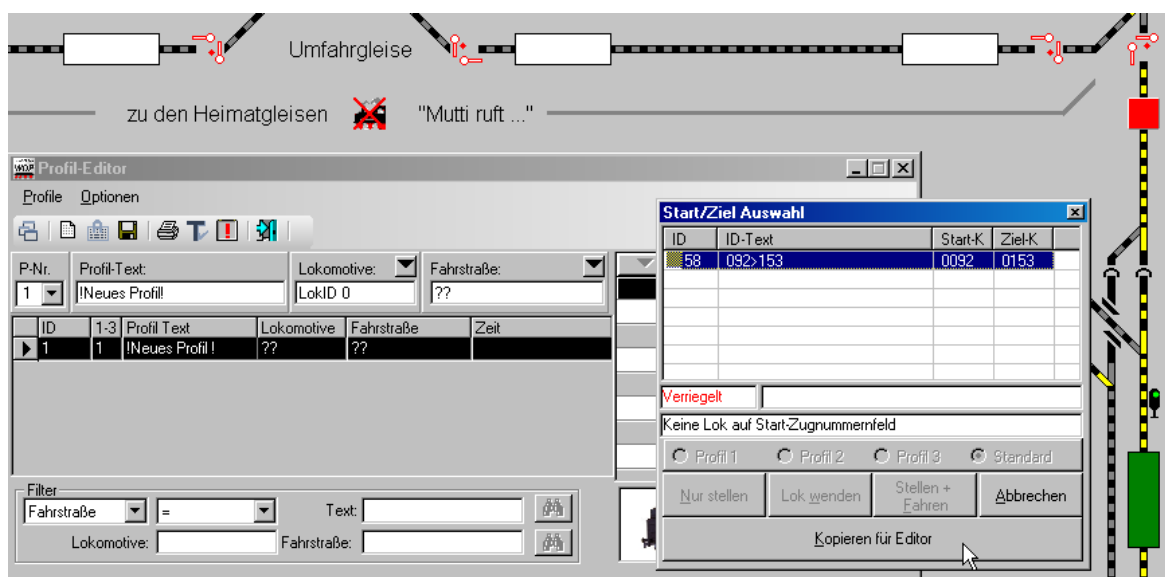 Umfahrgleise
zu den Heimatgleisen "Mutti ruft ..."
WDP Profil-Editor
Profile Optionen
P-Nr. Profil-Text: Lokomotive: Fahrstraße:
1 !Neues Profil! LokID 0 ??
ID 1-3 Profil Text Lokomotive Fahrstraße Zeit
1 1 !Neues Profil ! ?? ??
Filter
Fahrstraße = Text:
Lokomotive: Fahrstraße:
Start/Ziel Auswahl
ID ID-Text Start-K Ziel-K
58 092>153 0092 0153
Verriegelt
Keine Lok auf Start-Zugnummernfeld
Profil 1 Profil 2 Profil 3 Standard
Nur stellen Lok wenden Stellen + Fahren Abbrechen
Kopieren für Editor